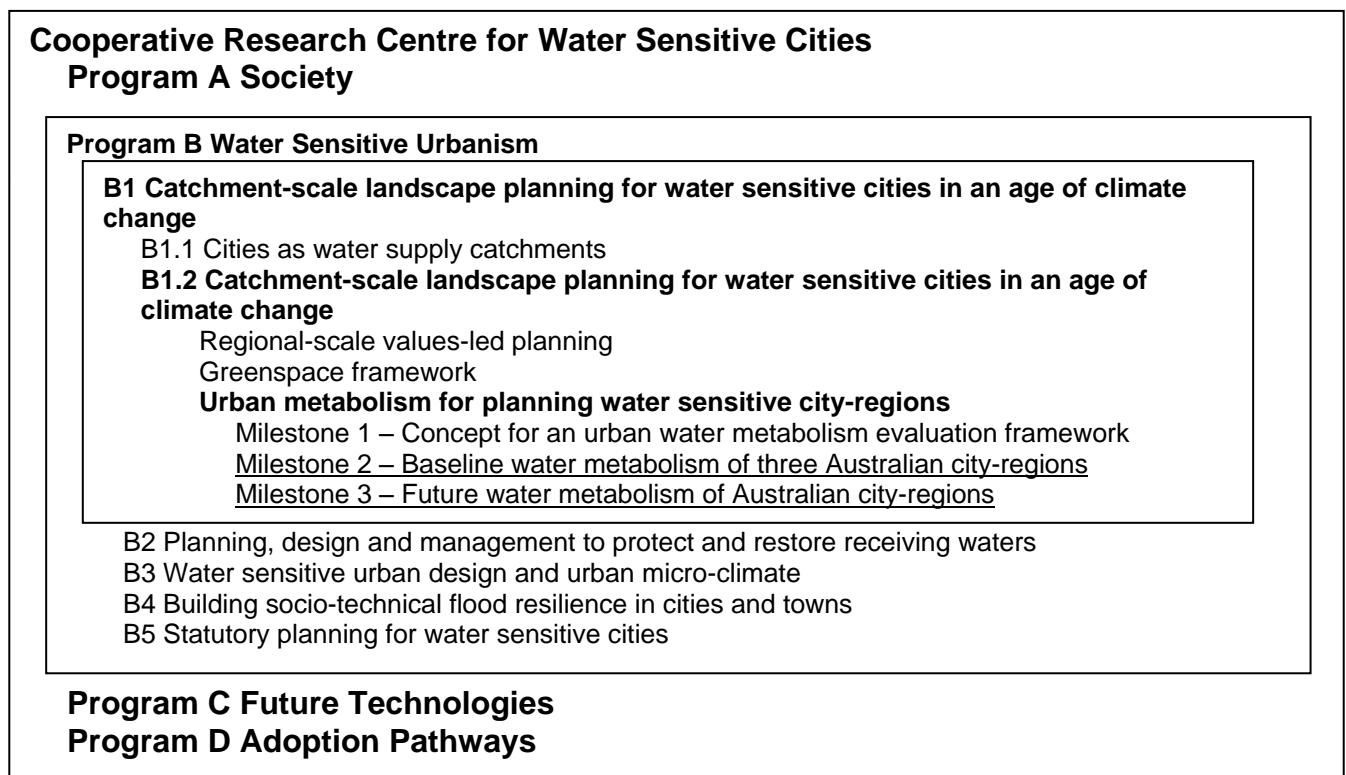 Cooperative Research Centre for Water Sensitive Cities
Program A Society
Program B Water Sensitive Urbanism
B1 Catchment-scale landscape planning for water sensitive cities in an age of climate
change
B1.1 Cities as water supply catchments
B1.2 Catchment-scale landscape planning for water sensitive cities in an age of
climate change
Regional-scale values-led planning
Greenspace framework
Urban metabolism for planning water sensitive city-regions
Milestone 1 – Concept for an urban water metabolism evaluation framework
Milestone 2 – Baseline water metabolism of three Australian city-regions
Milestone 3 – Future water metabolism of Australian city-regions
B2 Planning, design and management to protect and restore receiving waters
B3 Water sensitive urban design and urban micro-climate
B4 Building socio-technical flood resilience in cities and towns
B5 Statutory planning for water sensitive cities
Program C Future Technologies
Program D Adoption Pathways